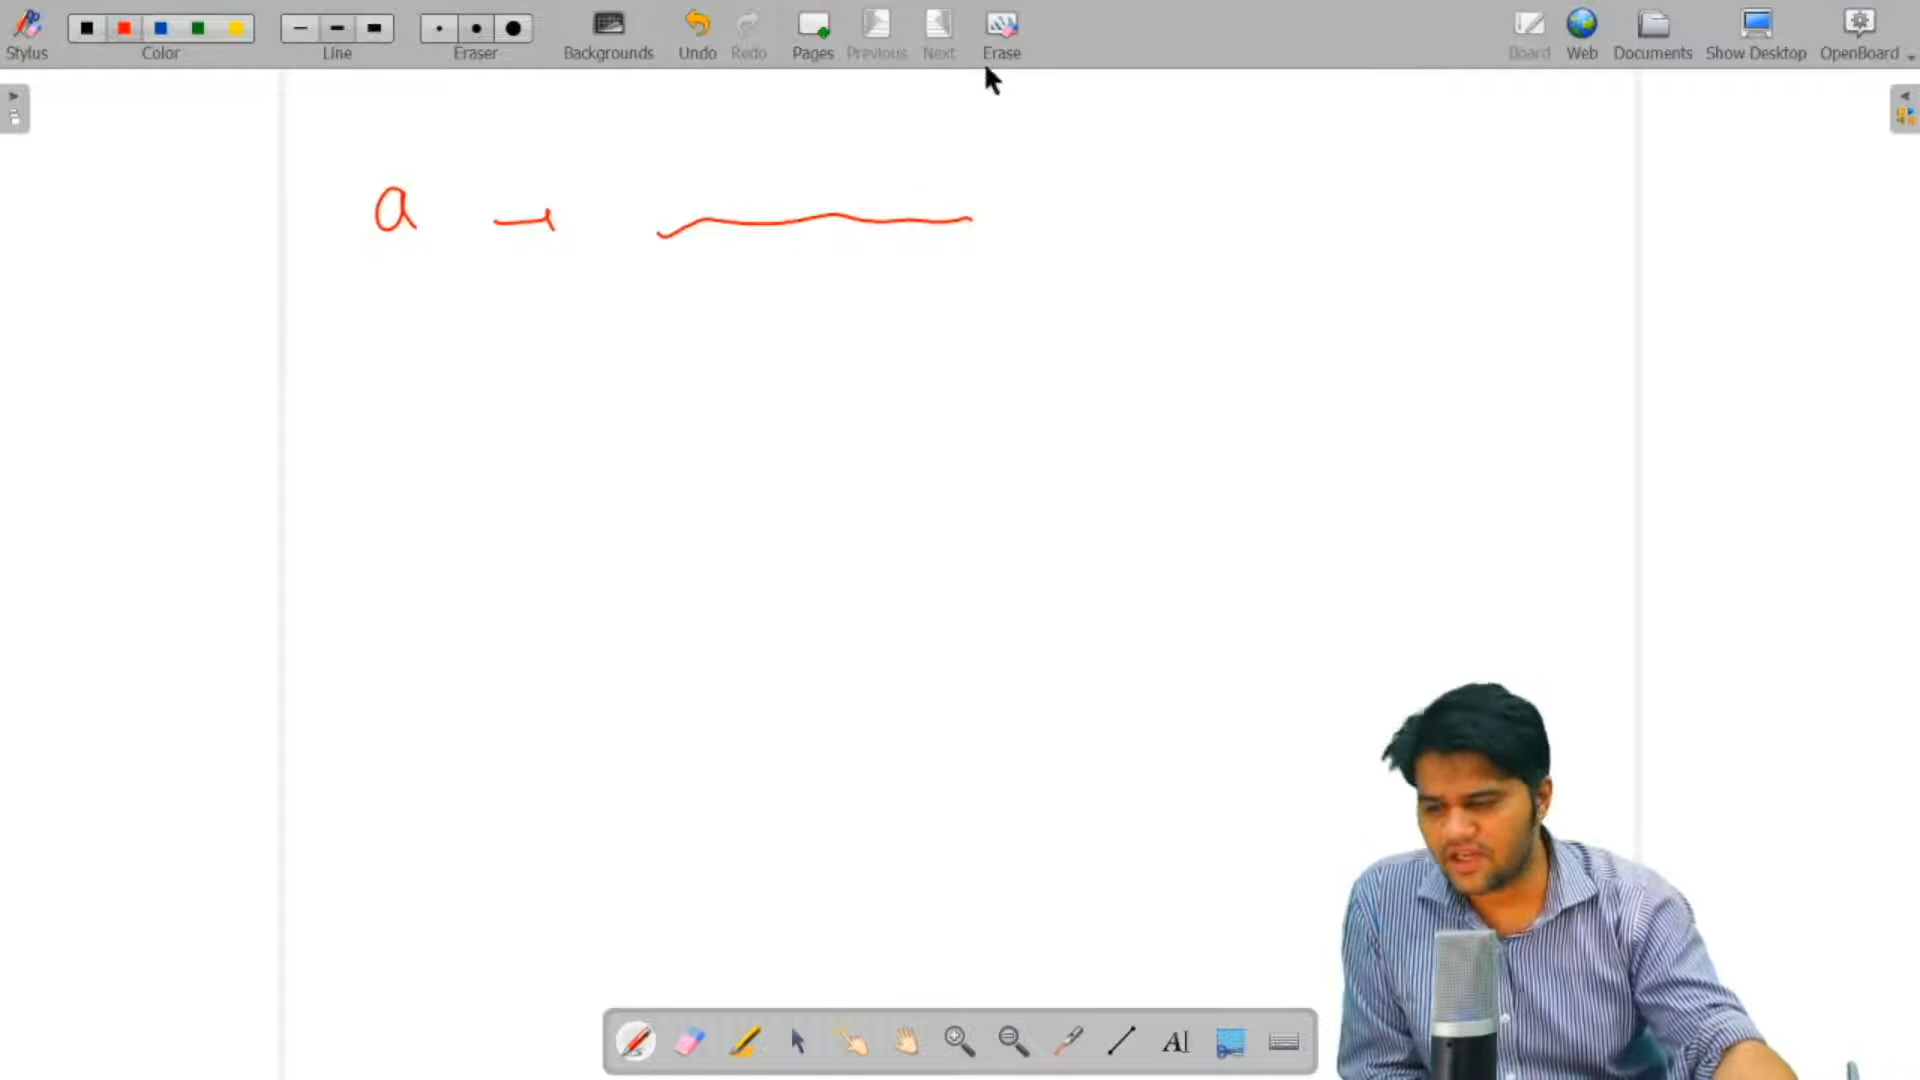 Stylus Color Line Eraser Backgrounds Undo Redo Pages Previous Next Erase Board Web Documents Show Desktop OpenBoard
a →